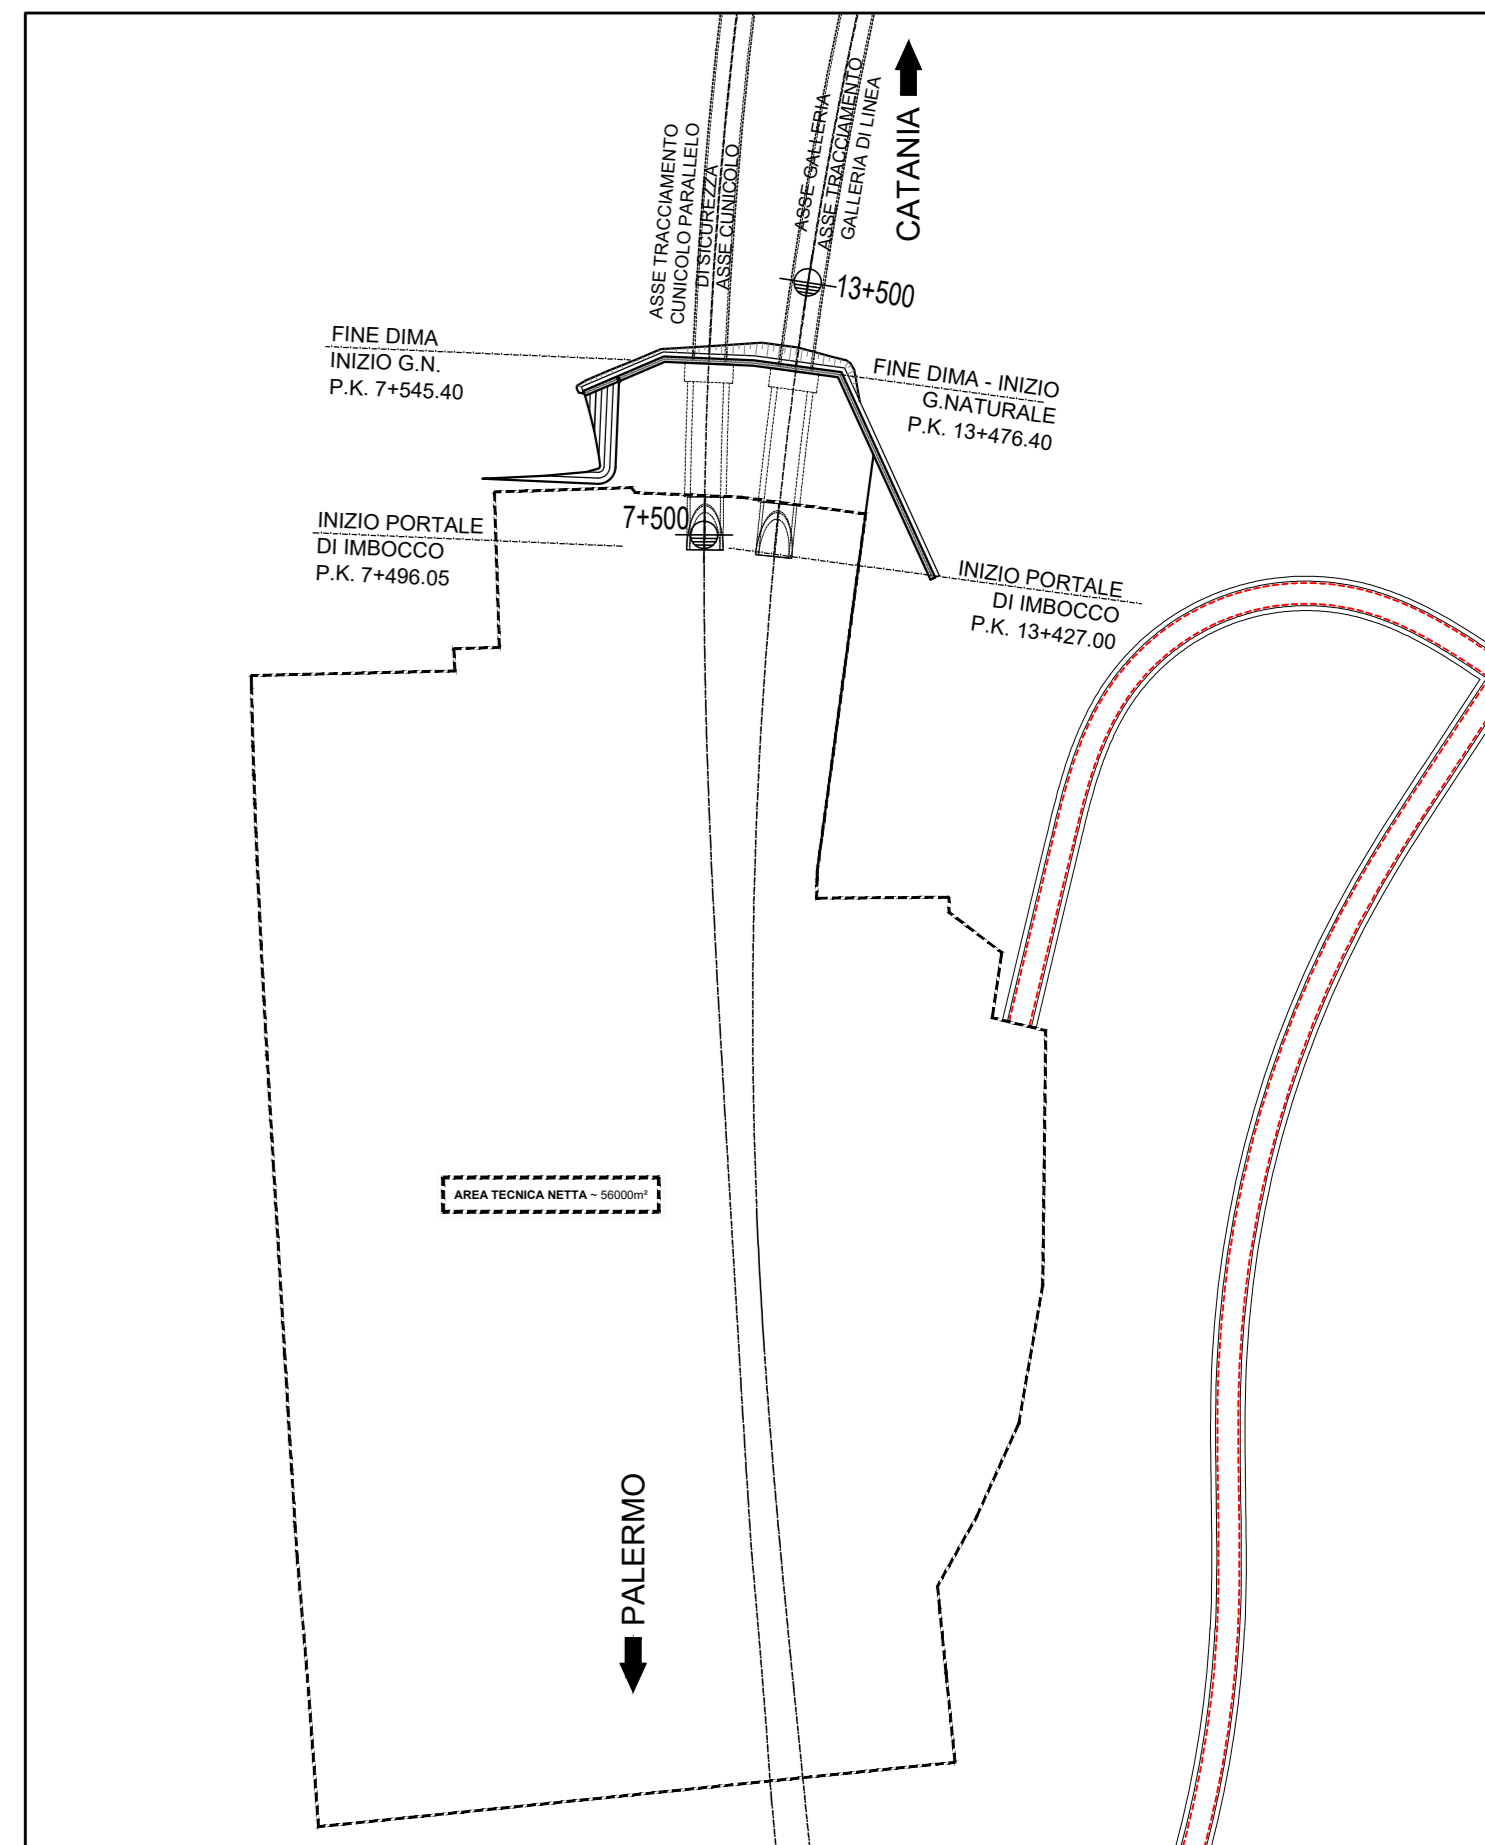 ASSE TRACCIAMENTO
CUNICOLO PARALLELO
DI SICUREZZA
ASSE CUNICOLO
ASSE GALLERIA
ASSE TRACCIAMENTO
GALLERIA DI LINEA
CATANIA
13+500
FINE DIMA
INIZIO G.N.
P.K. 7+545.40
FINE DIMA - INIZIO
G.NATURALE
P.K. 13+476.40
7+500
INIZIO PORTALE
DI IMBOCCO
P.K. 7+496.05
INIZIO PORTALE
DI IMBOCCO
P.K. 13+427.00
AREA TECNICA NETTA ~ 56000m²
PALERMO